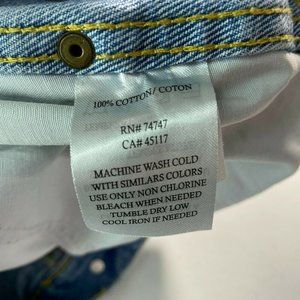 100% COTTON/ COTON
RN# 74747
CA# 45117
MACHINE WASH COLD
WITH SIMILARS COLORS
USE ONLY NON CHLORINE
BLEACH WHEN NEEDED
TUMBLE DRY LOW
COOL IRON IF NEEDED